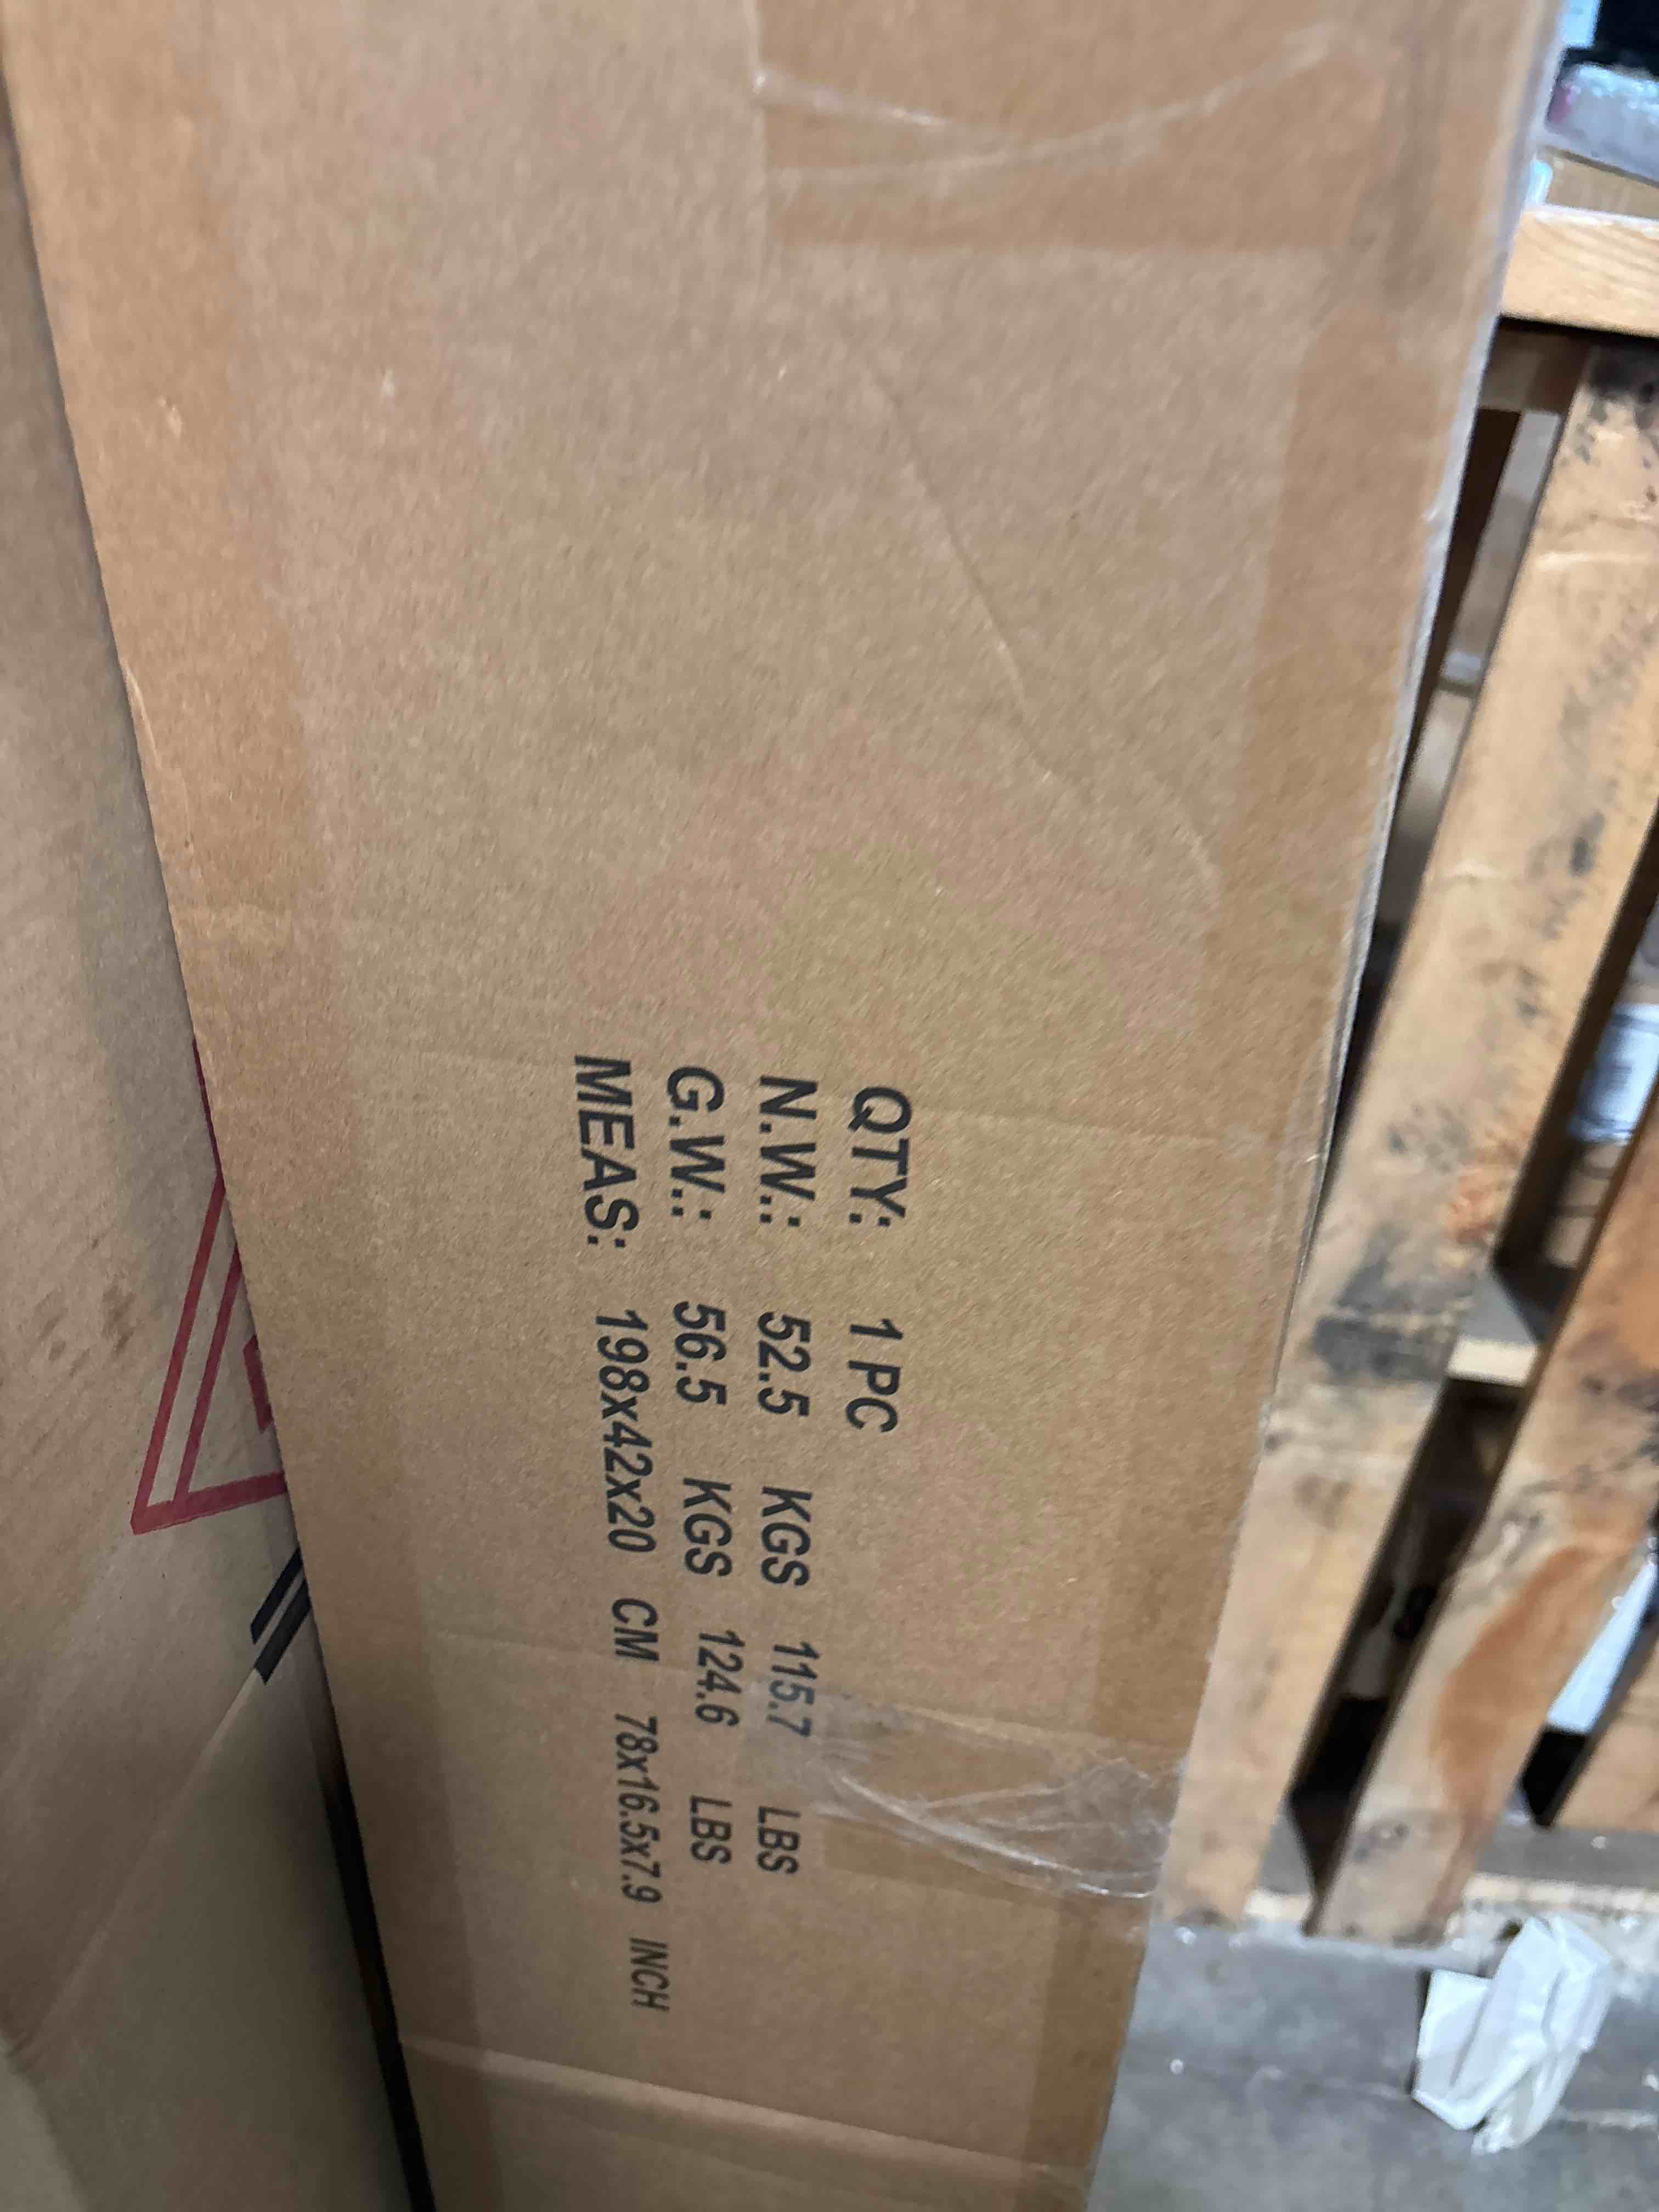 QTY: 1 PC
N.W.: 52.5 KGS 115.7 LBS
G.W.: 56.5 KGS 124.6 LBS
MEAS: 198x42x20 CM 78x16.5x7.9 INCH